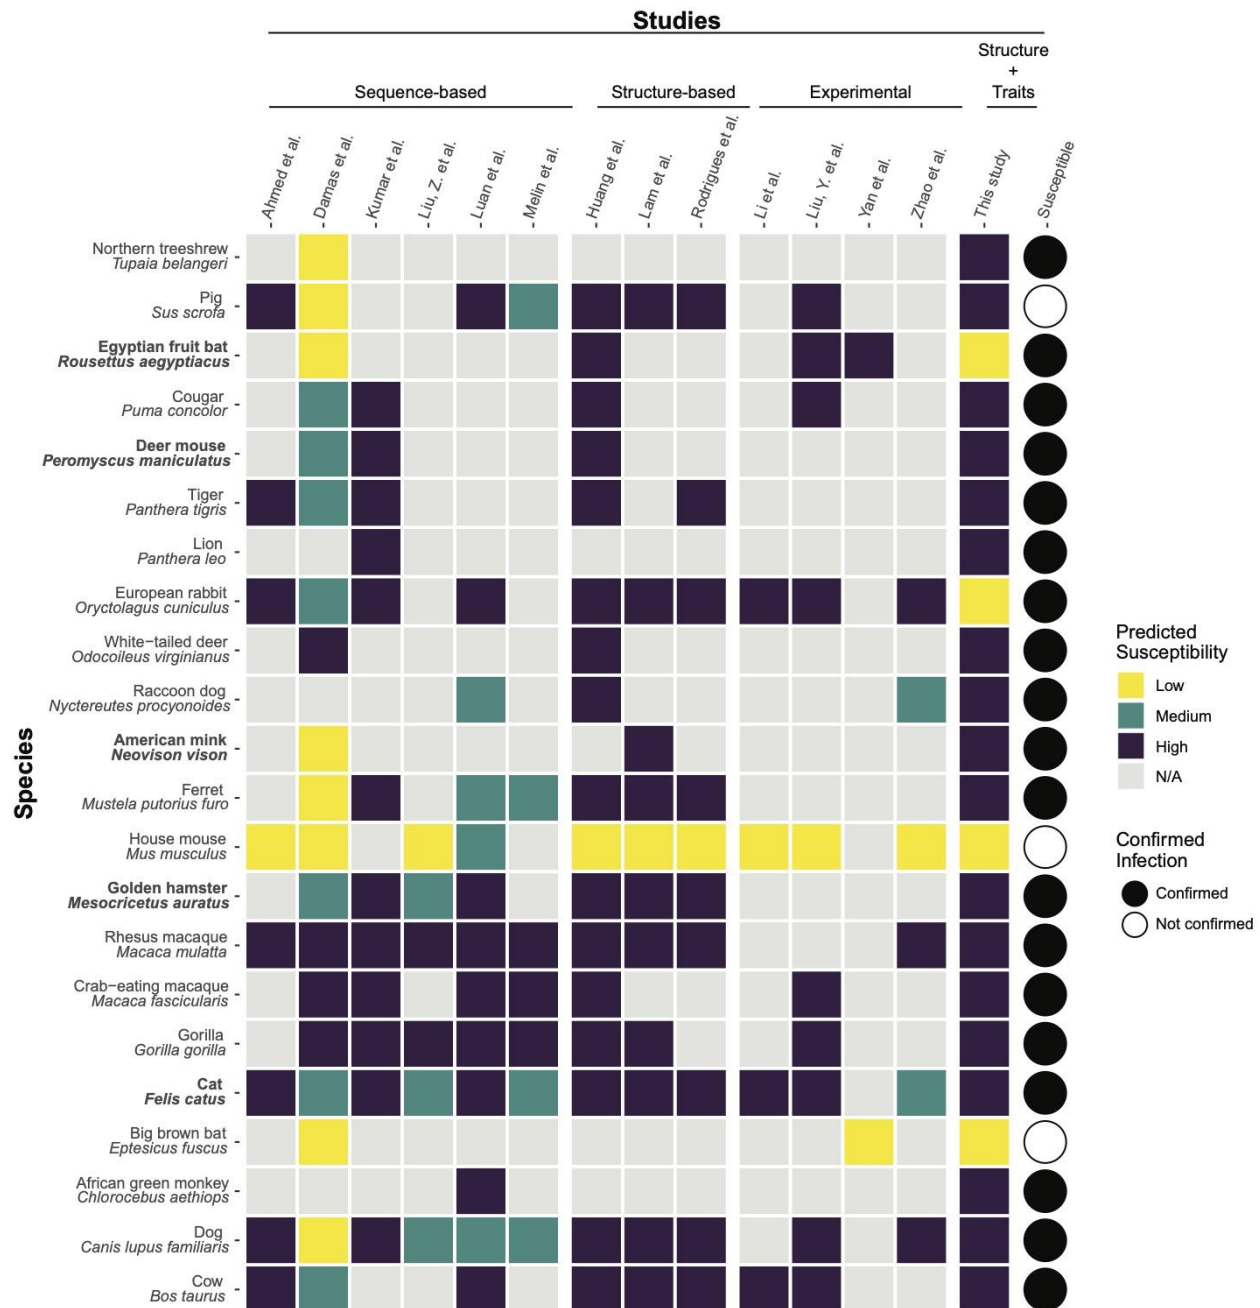 Studies
Structure
+
Traits
Sequence-based
Structure-based
Experimental
Ahmed et al.
Damas et al.
Kumar et al.
Liu, Z. et al.
Luan et al.
Melin et al.
Huang et al.
Lam et al.
Rodrigues et al.
Li et al.
Liu, Y. et al.
Yan et al.
Zhao et al.
This study
Susceptible
Species
Northern treeshrew
Tupaia belangeri
Pig
Sus scrofa
Egyptian fruit bat
Rousettus aegyptiacus
Cougar
Puma concolor
Deer mouse
Peromyscus maniculatus
Tiger
Panthera tigris
Lion
Panthera leo
European rabbit
Oryctolagus cuniculus
White−tailed deer
Odocoileus virginianus
Raccoon dog
Nyctereutes procyonoides
American mink
Neovison vison
Ferret
Mustela putorius furo
House mouse
Mus musculus
Golden hamster
Mesocricetus auratus
Rhesus macaque
Macaca mulatta
Crab−eating macaque
Macaca fascicularis
Gorilla
Gorilla gorilla
Cat
Felis catus
Big brown bat
Eptesicus fuscus
African green monkey
Chlorocebus aethiops
Dog
Canis lupus familiaris
Cow
Bos taurus
Predicted
Susceptibility
Low
Medium
High
N/A
Confirmed
Infection
Confirmed
Not confirmed